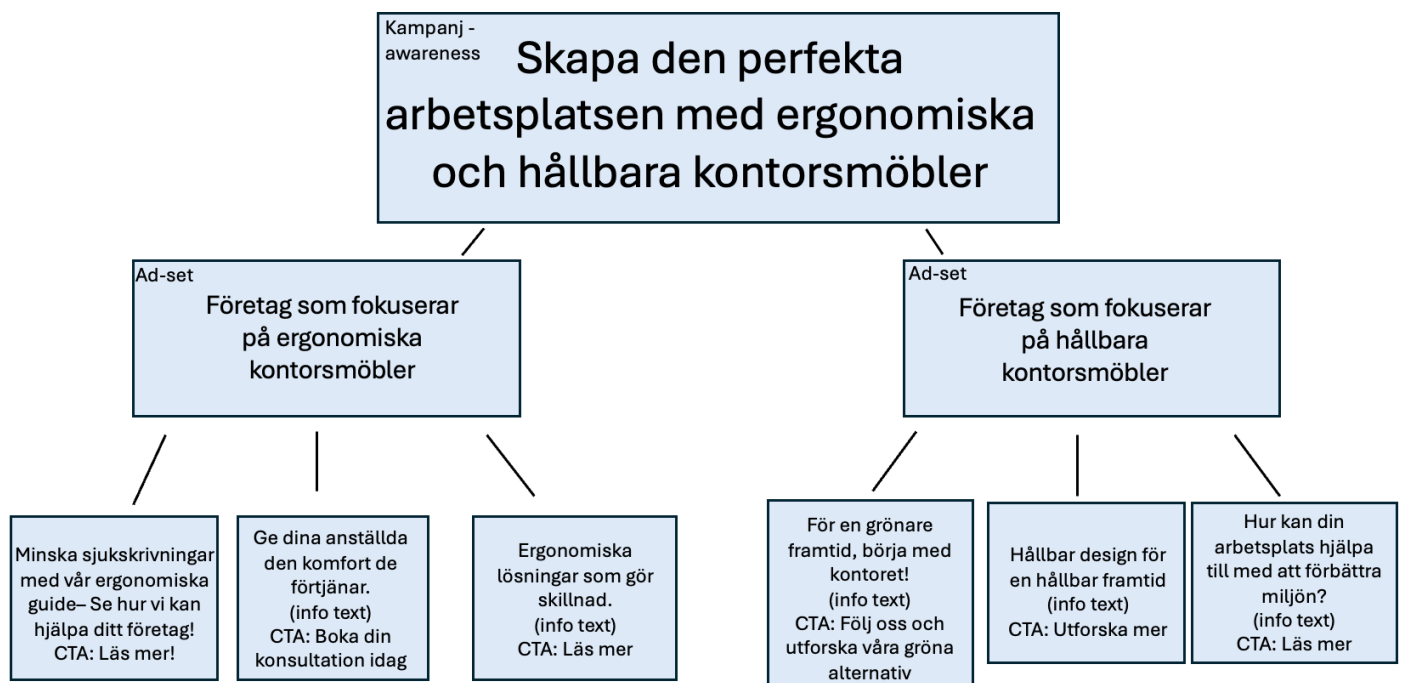 Kampanj -
awareness
Skapa den perfekta
arbetsplatsen med ergonomiska
och hållbara kontorsmöbler
Ad-set
Företag som fokuserar
på ergonomiska
kontorsmöbler
Ad-set
Företag som fokuserar
på hållbara
kontorsmöbler
Minska sjukskrivningar
med vår ergonomiska
guide– Se hur vi kan
hjälpa ditt företag!
CTA: Läs mer!
Ge dina anställda
den komfort de
förtjänar.
(info text)
CTA: Boka din
konsultation idag
Ergonomiska
lösningar som gör
skillnad.
(info text)
CTA: Läs mer
För en grönare
framtid, börja med
kontoret!
(info text)
CTA: Följ oss och
utforska våra gröna
alternativ
Hållbar design för
en hållbar framtid
(info text)
CTA: Utforska mer
Hur kan din
arbetsplats hjälpa
till med att förbättra
miljön?
(info text)
CTA: Läs mer